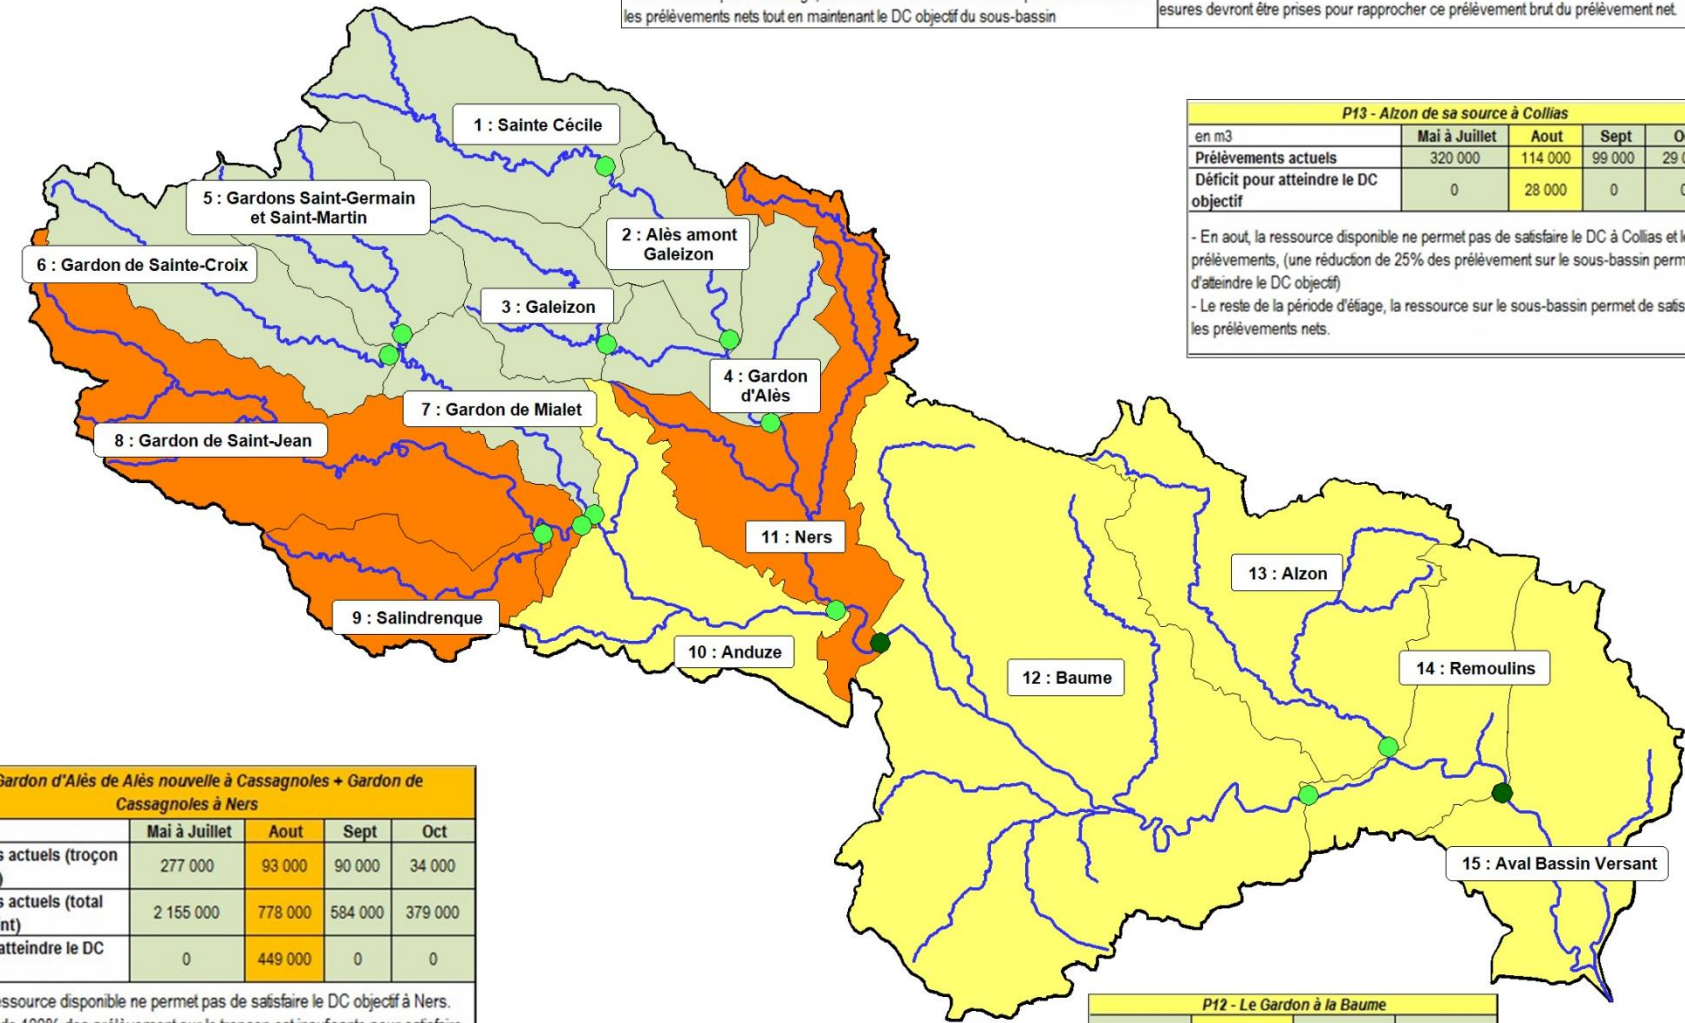 les prélèvements nets tout en maintenant le DC objectif du sous-bassin
esures devront être prises pour rapprocher ce prélèvement brut du prélèvement net.
P13 - Alzon de sa source à Collias
en m3 Mai à Juillet Aout Sept
Prélèvements actuels 320 000 114 000 99 000
Déficit pour atteindre le DC
objectif 0 28 000 0
- En aout, la ressource disponible ne permet pas de satisfaire le DC à Collias et
prélèvements, (une réduction de 25% des prélèvement sur le sous-bassin perm
d'atteindre le DC objectif)
- Le reste de la période d'étiage, la ressource sur le sous-bassin permet de satis
les prélèvements nets.
1 : Sainte Cécile
5 : Gardons Saint-Germain
et Saint-Martin
2 : Alès amont
Galeizon
6 : Gardon de Sainte-Croix
3 : Galeizon
4 : Gardon
d'Alès
7 : Gardon de Mialet
8 : Gardon de Saint-Jean
11 : Ners
13 : Alzon
9 : Salindrenque
10 : Anduze
12 : Baume
14 : Remoulins
15 : Aval Bassin Versant
Gardon d'Alès de Alès nouvelle à Cassagnoles + Gardon de
Cassagnoles à Ners
Mai à Juillet Aout Sept Oct
s actuels (troçon
) 277 000 93 000 90 000 34 000
s actuels (total
nt) 2 155 000 778 000 584 000 379 000
atteindre le DC
0 449 000 0 0
essource disponible ne permet pas de satisfaire le DC objectif à Ners.
P12 - Le Gardon à la Baume